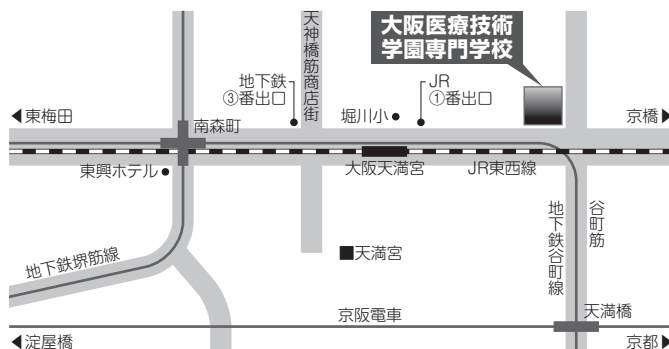 天神橋筋商店街
大阪医療技術
学園専門学校
地下鉄
③番出口
JR
①番出口
◀東梅田
南森町
堀川小
京橋▶
東興ホテル
大阪天満宮
JR東西線
地下鉄堺筋線
■天満宮
地下鉄谷町線
谷町筋
京阪電車
天満橋
◀淀屋橋
京都▶